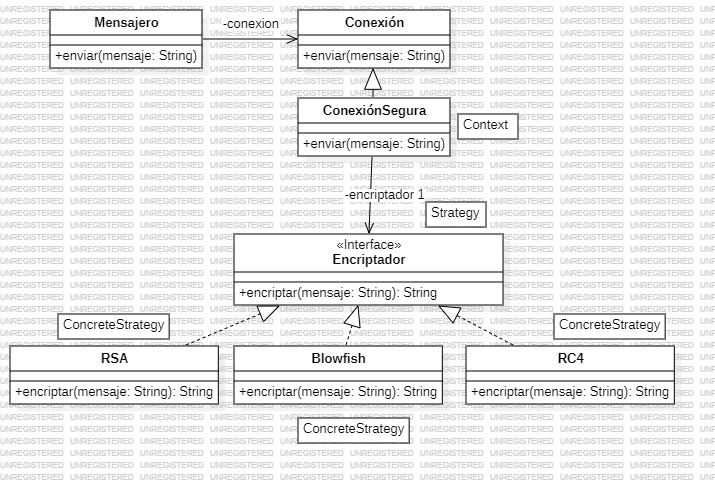 Mensajero
-conexion
Conexión
+enviar(mensaje: String)
+enviar(mensaje: String)
ConexiónSegura
+enviar(mensaje: String)
Context
-encriptador 1
Strategy
«Interface»
Encriptador
+encriptar(mensaje: String): String
ConcreteStrategy
ConcreteStrategy
RSA
Blowfish
RC4
+encriptar(mensaje: String): String
+encriptar(mensaje: String): String
+encriptar(mensaje: String): String
ConcreteStrategy
UNREGISTERED